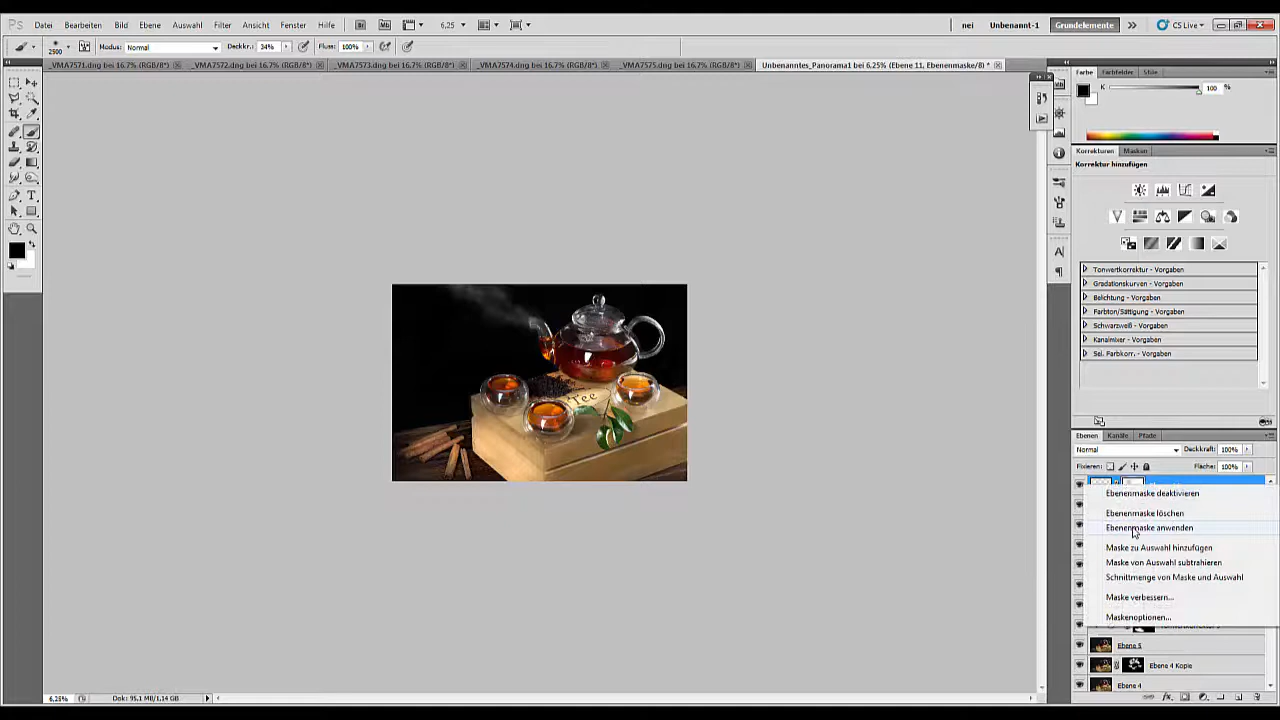 Ps Datei Bearbeiten Bild Ebene Auswahl Filter Ansicht Fenster Hilfe Br Mb 6,25 nei Unbenannt-1 Grundelemente CS Live
2500 Modus: Normal Deckkr.: 34% Fluss: 100%
_VMA7571.dng bei 16.7% (RGB/8*) _VMA7572.dng bei 16.7% (RGB/8*) _VMA7573.dng bei 16.7% (RGB/8*) _VMA7574.dng bei 16.7% (RGB/8*) _VMA7575.dng bei 16.7% (RGB/8*) Unbenanntes_Panorama1 bei 6,25% (Ebene 11, Ebenenmaske/8) *
Farbe Farbfelder Stile
K 100 %
Korrekturen Masken
Korrektur hinzufügen
Tonwertkorrektur - Vorgaben
Gradationskurven - Vorgaben
Belichtung - Vorgaben
Farbton/Sättigung - Vorgaben
Schwarzweiß - Vorgaben
Kanalmixer - Vorgaben
Sel. Farbkorr. - Vorgaben
Tee
Ebenen Kanäle Pfade
Normal Deckkraft: 100%
Fixieren: Fläche: 100%
Ebenenmaske deaktivieren
Ebenenmaske löschen
Ebenenmaske anwenden
Maske zu Auswahl hinzufügen
Maske von Auswahl subtrahieren
Schnittmenge von Maske und Auswahl
Maske verbessern...
Maskenoptionen...
Ebene 5
Ebene 4 Kopie
Ebene 4
6,25% Dok: 95,1 MB/1,14 GB